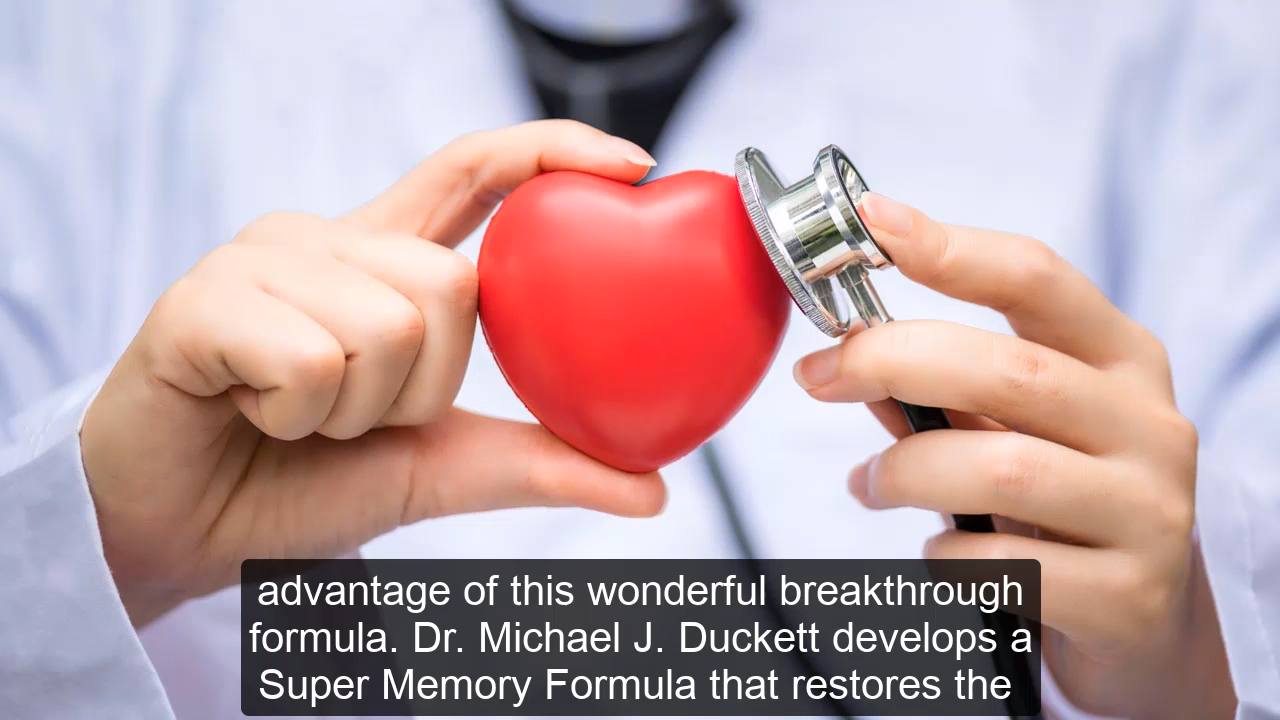 advantage of this wonderful breakthrough
formula. Dr. Michael J. Duckett develops a
Super Memory Formula that restores the